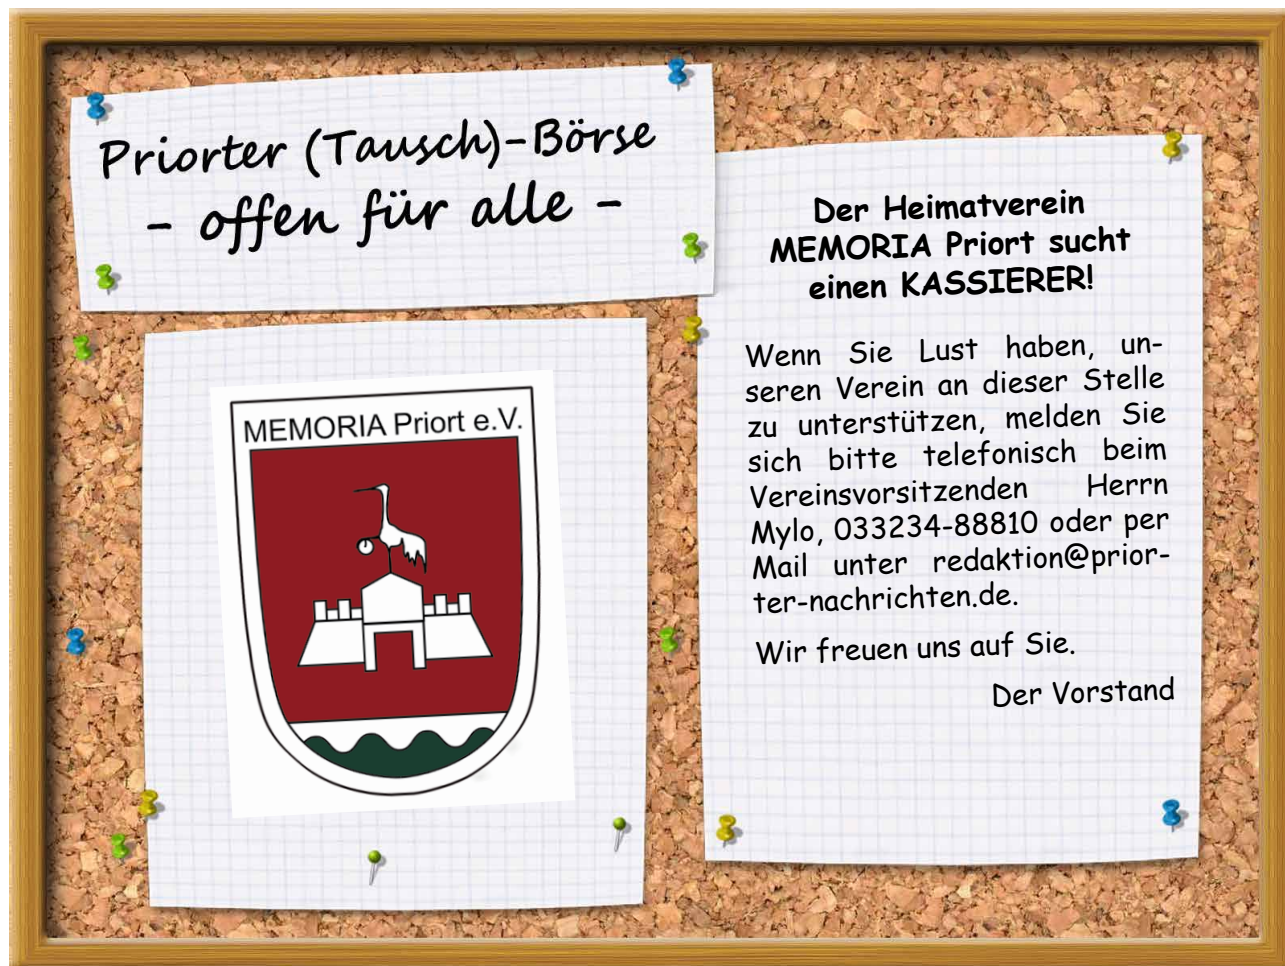 Priorter (Tausch)-Börse
- offen für alle -
Der Heimatverein
MEMORIA Priort sucht
einen KASSIERER!
Wenn Sie Lust haben, un-
seren Verein an dieser Stelle
zu unterstützen, melden Sie
sich bitte telefonisch beim
Vereinsvorsitzenden Herrn
Mylo, 033234-88810 oder per
Mail unter redaktion@prior-
ter-nachrichten.de.
Wir freuen uns auf Sie.
Der Vorstand
MEMORIA Priort e.V.